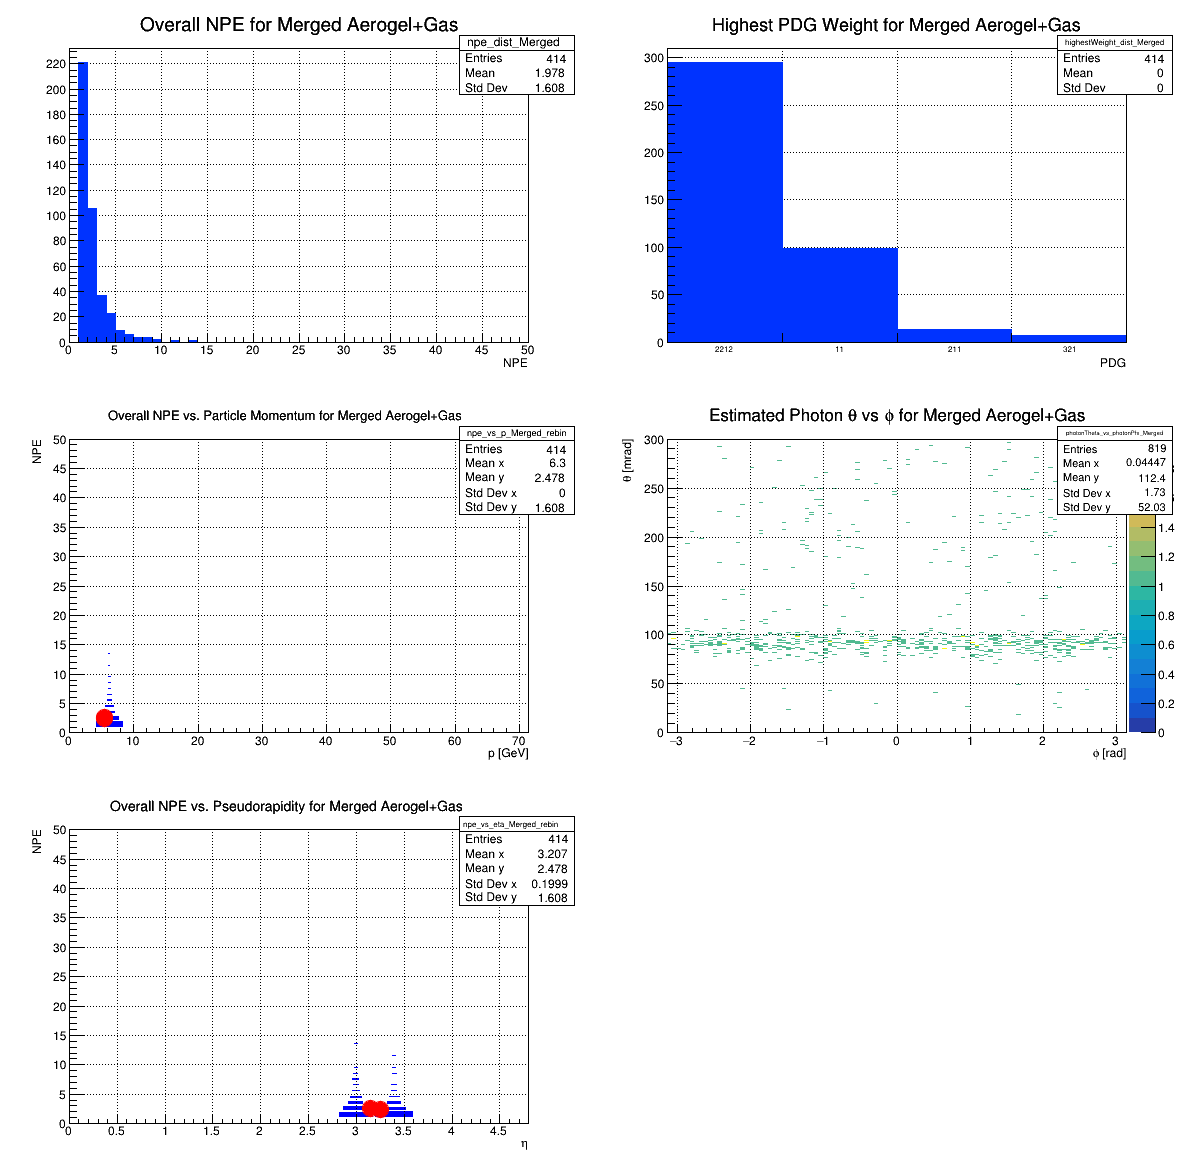 Overall NPE for Merged Aerogel+Gas
npe_dist_Merged
Entries 414
Mean 1.978
Std Dev 1.608
220
200
180
160
140
120
100
80
60
40
20
0
0 5 10 15 20 25 30 35 40 45 50
NPE
Highest PDG Weight for Merged Aerogel+Gas
highestWeight_dist_Merged
Entries 414
Mean 0
Std Dev 0
300
250
200
150
100
50
0
2212 11 211 321
PDG
Overall NPE vs. Particle Momentum for Merged Aerogel+Gas
npe_vs_p_Merged_rebin
Entries 414
Mean x 6.3
Mean y 2.478
Std Dev x 0
Std Dev y 1.608
NPE
50
45
40
35
30
25
20
15
10
5
0
0 10 20 30 40 50 60 70
p [GeV]
Estimated Photon θ vs ϕ for Merged Aerogel+Gas
photonTheta_vs_photonPhi_Merged
Entries 819
Mean x 0.04447
Mean y 112.4
Std Dev x 1.73
Std Dev y 52.03
θ [mrad]
300
250
200
150
100
50
0
−3 −2 −1 0 1 2 3
ϕ [rad]
1.4
1.2
1
0.8
0.6
0.4
0.2
0
Overall NPE vs. Pseudorapidity for Merged Aerogel+Gas
npe_vs_eta_Merged_rebin
Entries 414
Mean x 3.207
Mean y 2.478
Std Dev x 0.1999
Std Dev y 1.608
NPE
50
45
40
35
30
25
20
15
10
5
0
0 0.5 1 1.5 2 2.5 3 3.5 4 4.5
η